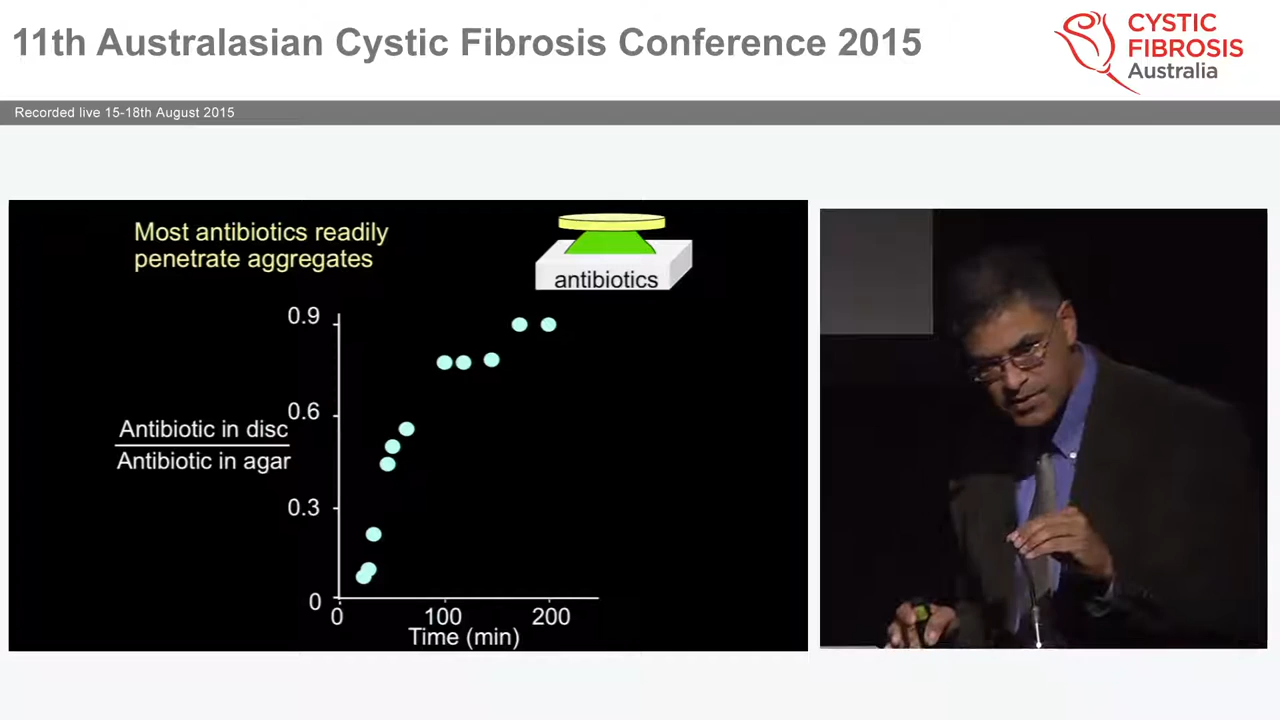 11th Australasian Cystic Fibrosis Conference 2015
CYSTIC
FIBROSIS
Australia
Recorded live 15-18th August 2015
Most antibiotics readily
penetrate aggregates
antibiotics
0.9
0.6
Antibiotic in disc
Antibiotic in agar
0.3
0
0 100 200
Time (min)